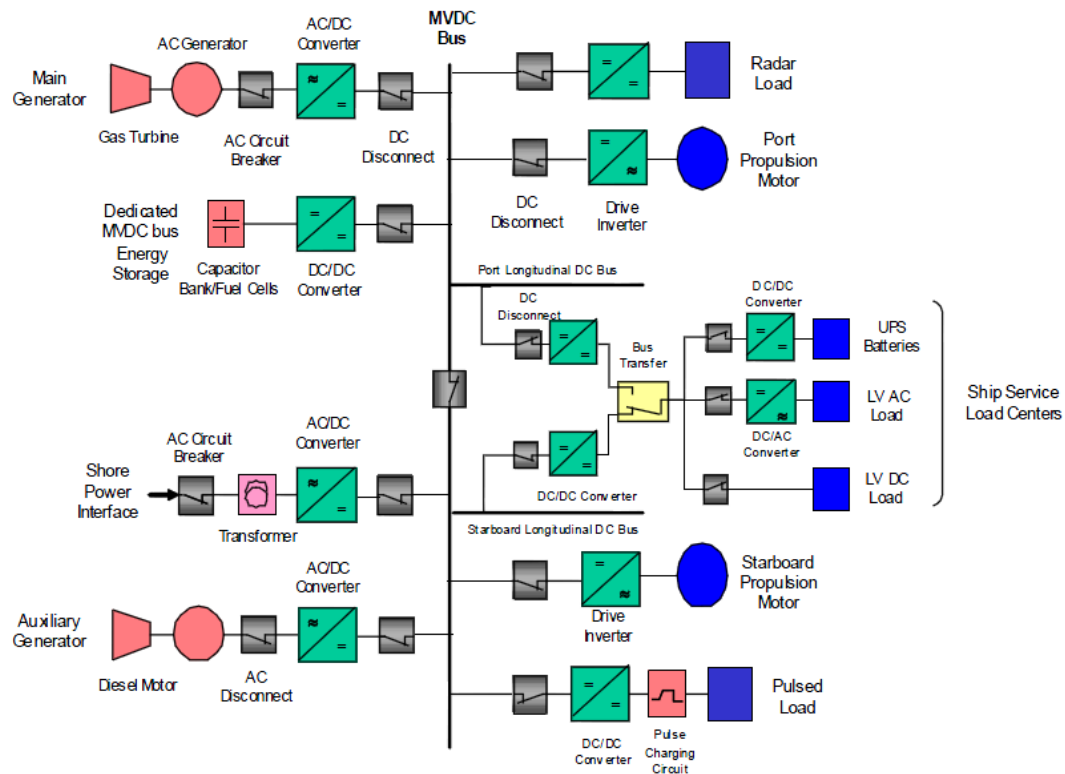 MVDC
Bus
AC/DC
Converter
AC Generator
Main
Generator
Gas Turbine
AC Circuit
Breaker
DC
Disconnect
Radar
Load
Port
Propulsion
Motor
DC
Disconnect
Drive
Inverter
Dedicated
MVDC bus
Energy
Storage
Capacitor
Bank/Fuel Cells
DC/DC
Converter
Port Longitudinal DC Bus
DC
Disconnect
Bus
Transfer
DC/DC
Converter
UPS
Batteries
LV AC
Load
DC/AC
Converter
LV DC
Load
Ship Service
Load Centers
DC/DC Converter
Starboard Longitudinal DC Bus
AC Circuit
Breaker
AC/DC
Converter
Shore
Power
Interface
Transformer
AC/DC
Converter
Auxiliary
Generator
Diesel Motor
AC
Disconnect
Drive
Inverter
Starboard
Propulsion
Motor
DC/DC
Converter
Pulse
Charging
Circuit
Pulsed
Load